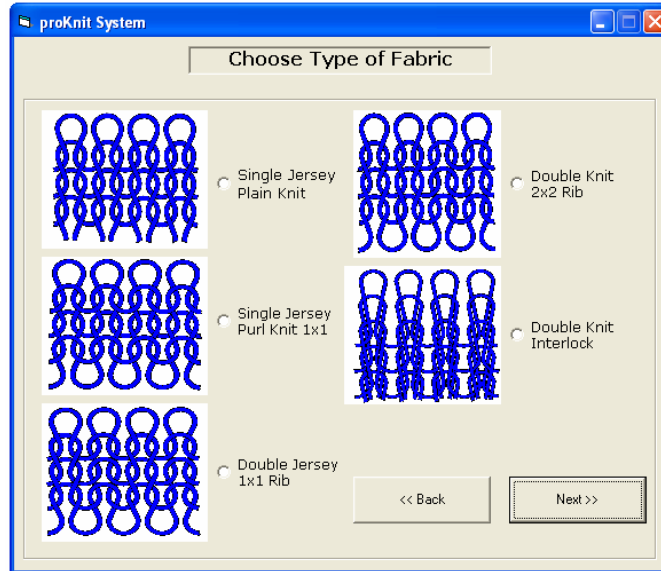 proKnit System
Choose Type of Fabric
Single Jersey
Plain Knit
Single Jersey
Purl Knit 1x1
Double Jersey
1x1 Rib
Double Knit
2x2 Rib
Double Knit
Interlock
<< Back
Next >>